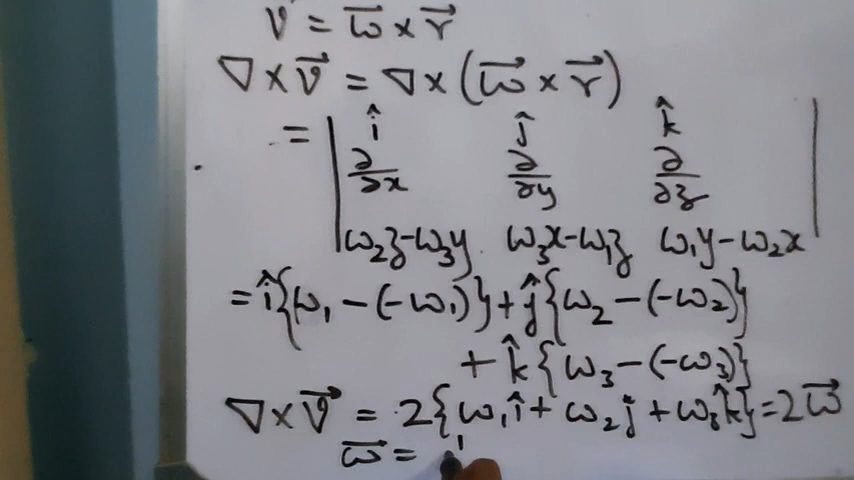 V = ω⃗ × r⃗
∇ × v⃗ = ∇ × (ω⃗ × r⃗)
= | î ĵ k̂
∂/∂x ∂/∂y ∂/∂z
ω₂z-ω₃y ω₃x-ω₁z ω₁y-ω₂x |
= î{ω₁ - (-ω₁)} + ĵ{ω₂ - (-ω₂)}
+ k̂{ω₃ - (-ω₃)}
∇ × v⃗ = 2{ω₁î + ω₂ĵ + ω₃k̂} = 2ω⃗
ω⃗ =